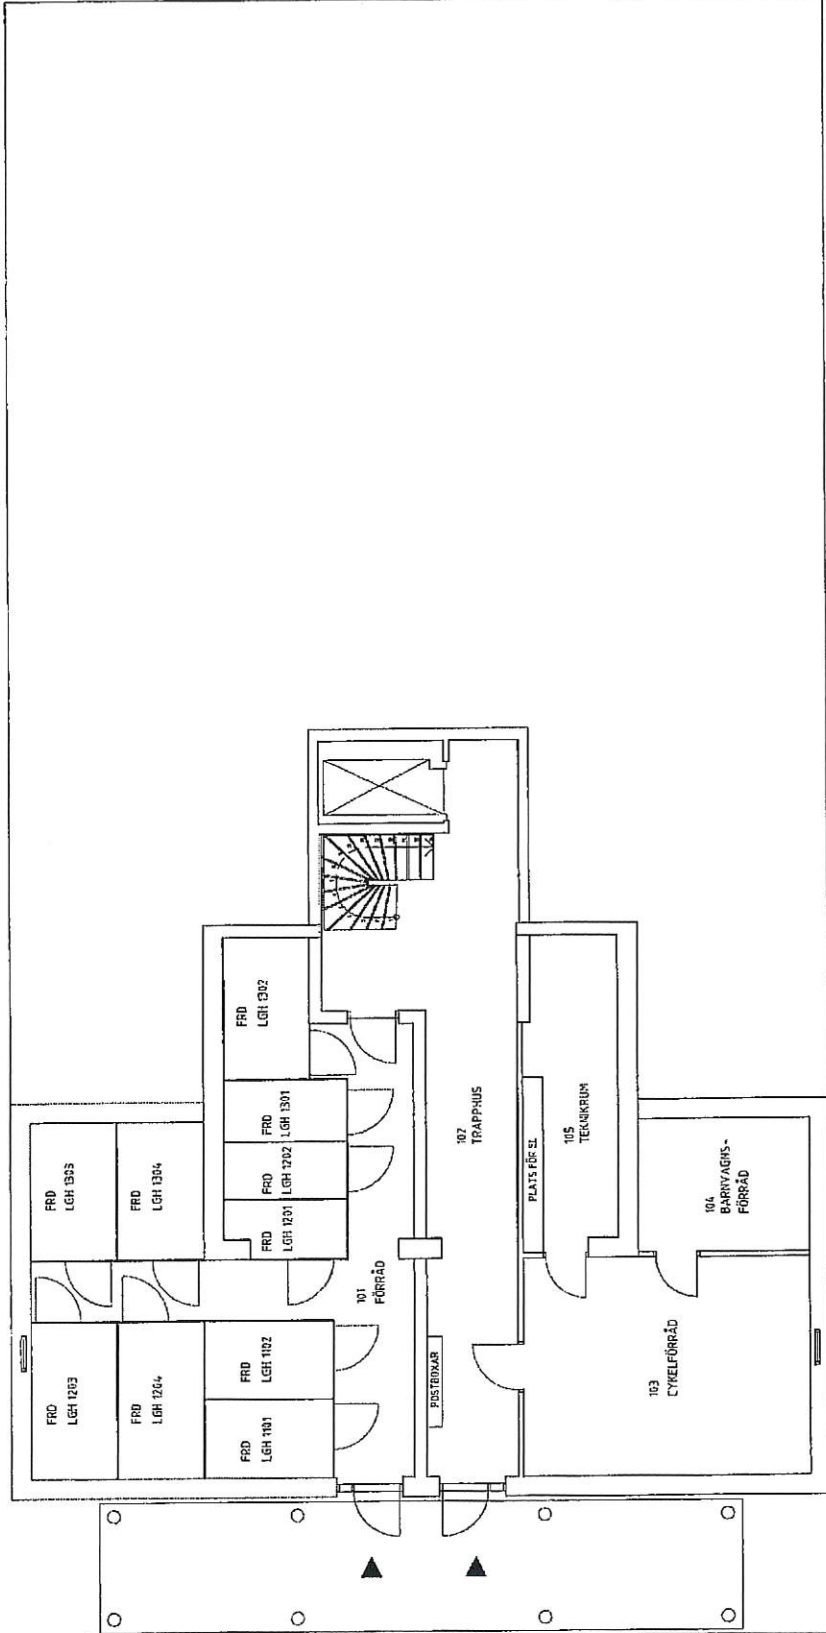 FRD
LGH 1303
FRD
LGH 1304
FRD
LGH 1203
FRD
LGH 1204
FRD
LGH 1302
FRD
LGH 1301
FRD
LGH 1202
FRD
LGH 1201
FRD
LGH 1102
FRD
LGH 1101
101
FÖRRÅD
102
TRAPPHUS
POSTBOXAR
PLATS FÖR EL
105
TEKNIKRUM
104
BARNVAGNS-
FÖRRÅD
103
CYKELFÖRRÅD